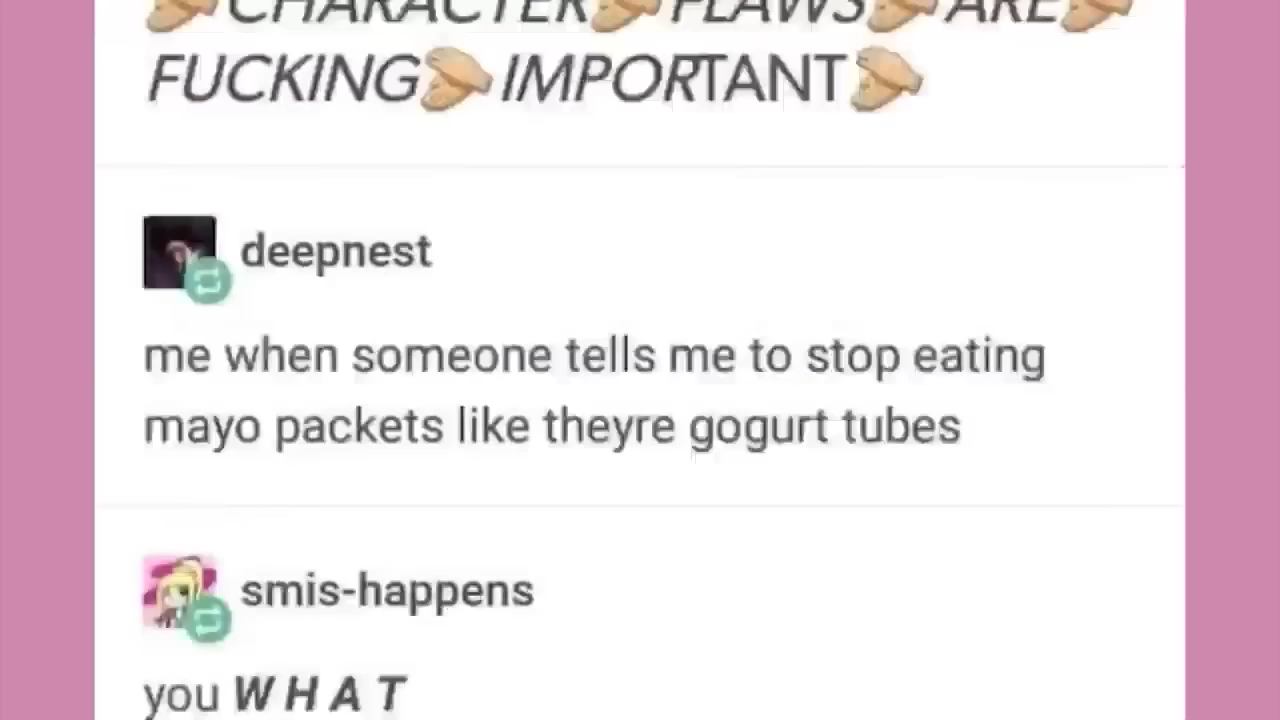 👏CHARACTER👏FLAWS👏ARE👏
FUCKING👏IMPORTANT👏
deepnest
me when someone tells me to stop eating
mayo packets like theyre gogurt tubes
smis-happens
you WHAT